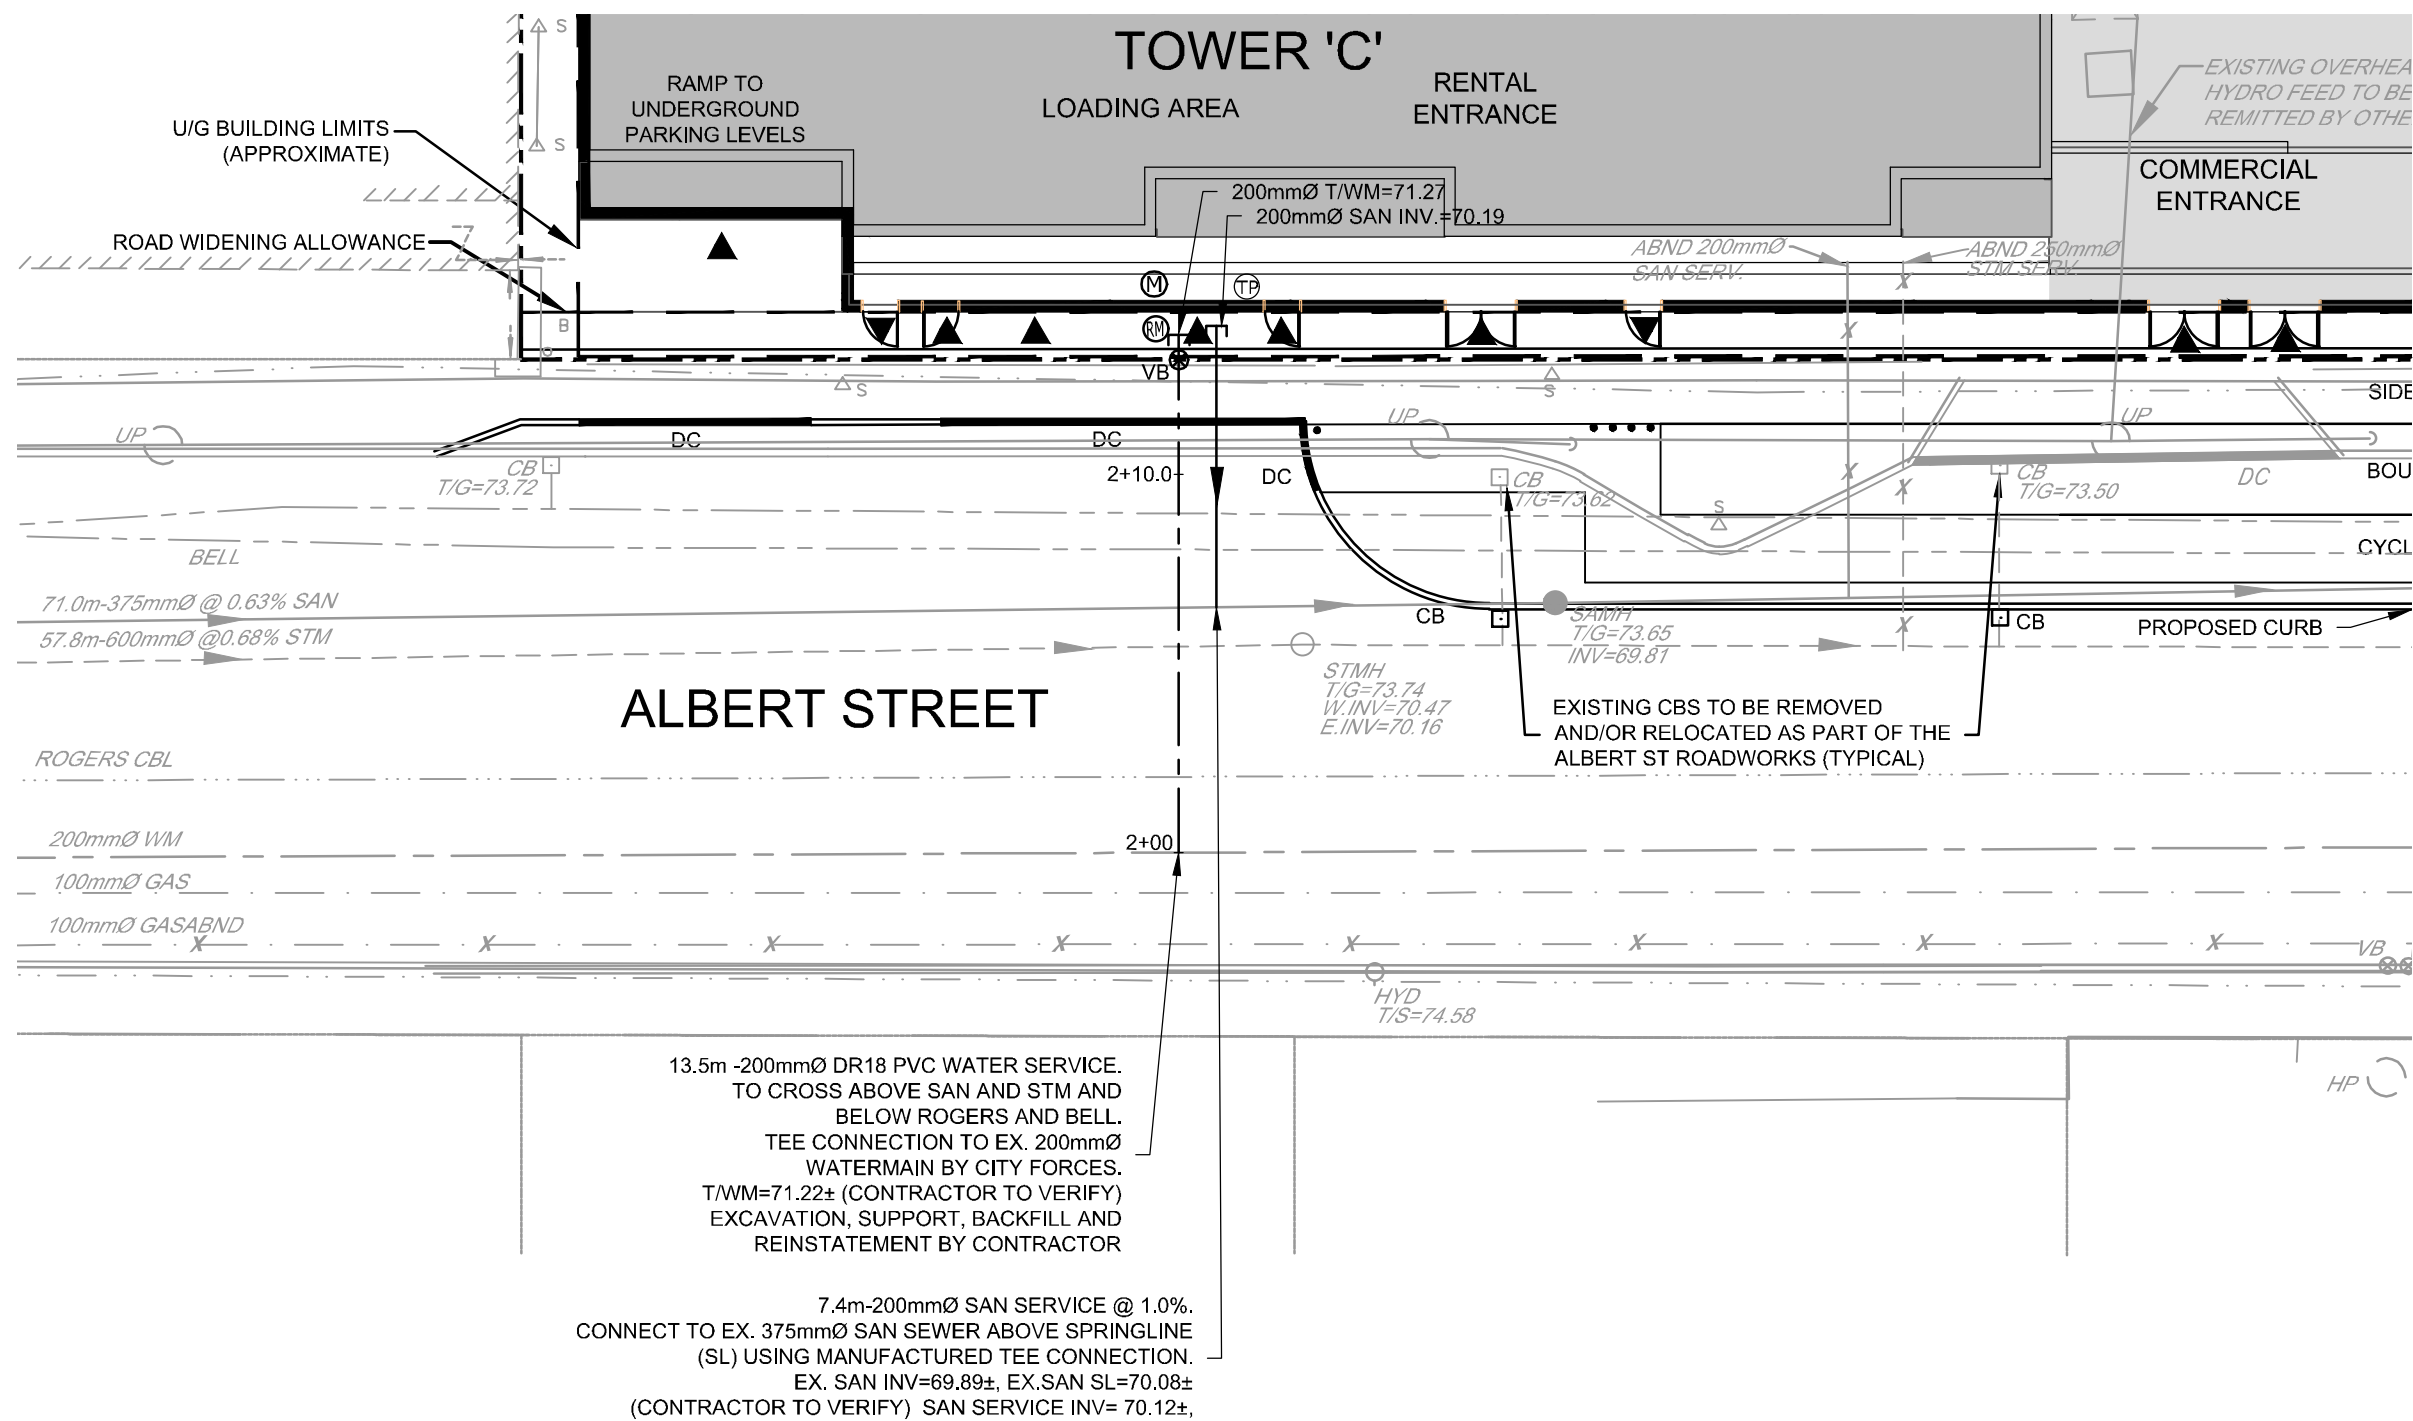 TOWER 'C'
RAMP TO
UNDERGROUND
PARKING LEVELS
LOADING AREA
RENTAL
ENTRANCE
EXISTING OVERHEA
HYDRO FEED TO BE
REMITTED BY OTHE
COMMERCIAL
ENTRANCE
S
S
U/G BUILDING LIMITS
(APPROXIMATE)
ROAD WIDENING ALLOWANCE
200mmØ T/WM=71.27
200mmØ SAN INV.=70.19
ABND 200mmØ
SAN SERV.
ABND 250mmØ
STM SERV.
M
TP
RM
B
VB
S
S
SIDE
UP
DC
DC
UP
UP
CB
T/G=73.72
2+10.0
DC
CB
T/G=73.62
CB
T/G=73.50
DC
BOU
S
BELL
CYCL
71.0m-375mmØ @ 0.63% SAN
57.8m-600mmØ @0.68% STM
CB
SAMH
T/G=73.65
INV=69.81
CB
PROPOSED CURB
STMH
T/G=73.74
W.INV=70.47
E.INV=70.16
ALBERT STREET
EXISTING CBS TO BE REMOVED
AND/OR RELOCATED AS PART OF THE
ALBERT ST ROADWORKS (TYPICAL)
ROGERS CBL
200mmØ WM
2+00
100mmØ GAS
100mmØ GASABND
X X X X X X X X
VB
HYD
T/S=74.58
HP
13.5m -200mmØ DR18 PVC WATER SERVICE.
TO CROSS ABOVE SAN AND STM AND
BELOW ROGERS AND BELL.
TEE CONNECTION TO EX. 200mmØ
WATERMAIN BY CITY FORCES.
T/WM=71.22± (CONTRACTOR TO VERIFY)
EXCAVATION, SUPPORT, BACKFILL AND
REINSTATEMENT BY CONTRACTOR
7.4m-200mmØ SAN SERVICE @ 1.0%.
CONNECT TO EX. 375mmØ SAN SEWER ABOVE SPRINGLINE
(SL) USING MANUFACTURED TEE CONNECTION.
EX. SAN INV=69.89±, EX.SAN SL=70.08±
(CONTRACTOR TO VERIFY) SAN SERVICE INV= 70.12±,